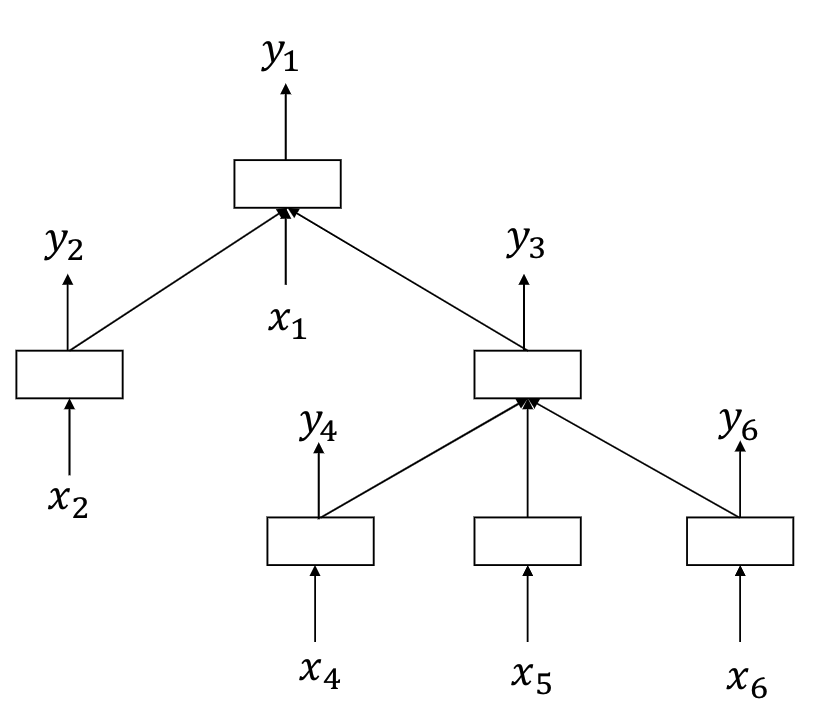 y₁
y₂
y₃
x₁
y₄
y₆
x₂
x₄
x₅
x₆